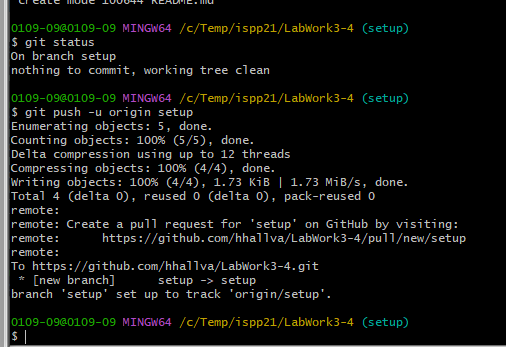 create mode 100644 README.md
0109-09@0109-09 MINGW64 /c/Temp/ispp21/LabWork3-4 (setup)
$ git status
On branch setup
nothing to commit, working tree clean
0109-09@0109-09 MINGW64 /c/Temp/ispp21/LabWork3-4 (setup)
$ git push -u origin setup
Enumerating objects: 5, done.
Counting objects: 100% (5/5), done.
Delta compression using up to 12 threads
Compressing objects: 100% (4/4), done.
Writing objects: 100% (4/4), 1.73 KiB | 1.73 MiB/s, done.
Total 4 (delta 0), reused 0 (delta 0), pack-reused 0
remote:
remote: Create a pull request for 'setup' on GitHub by visiting:
remote:      https://github.com/hhallva/LabWork3-4/pull/new/setup
remote:
To https://github.com/hhallva/LabWork3-4.git
 * [new branch]      setup -> setup
branch 'setup' set up to track 'origin/setup'.
0109-09@0109-09 MINGW64 /c/Temp/ispp21/LabWork3-4 (setup)
$